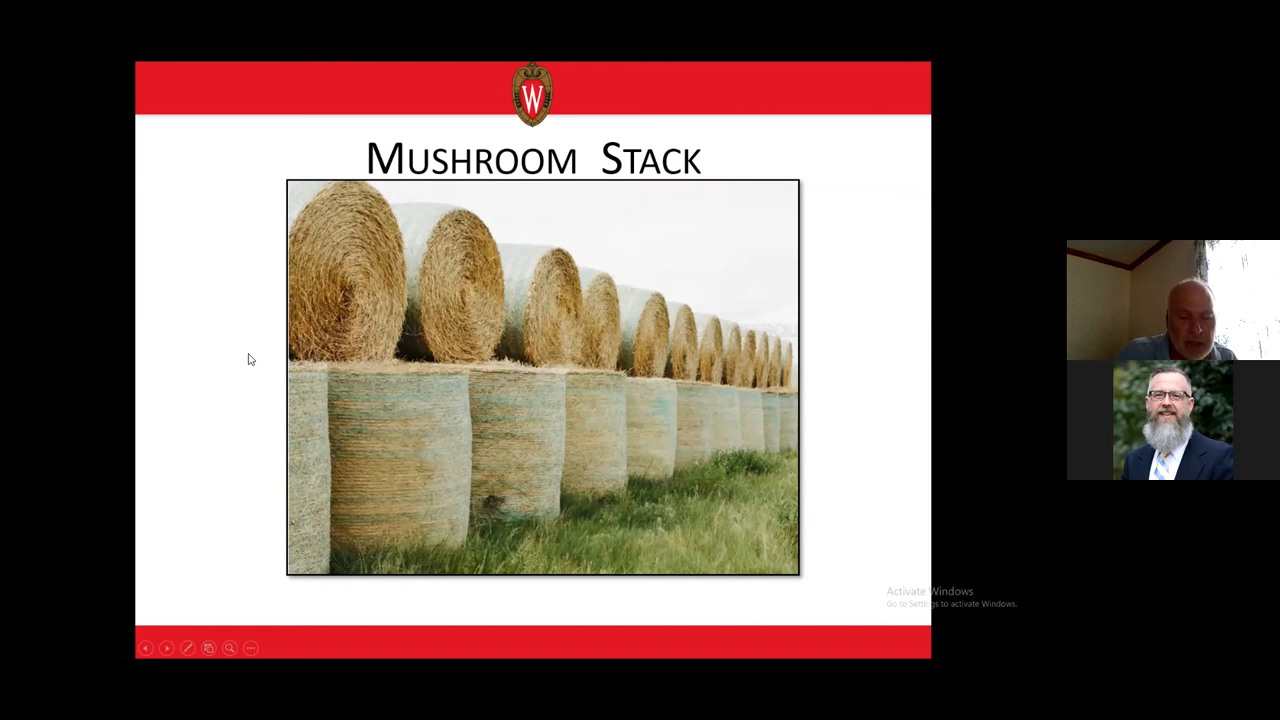 W
MUSHROOM STACK
Activate Windows
Go to Settings to activate Windows.